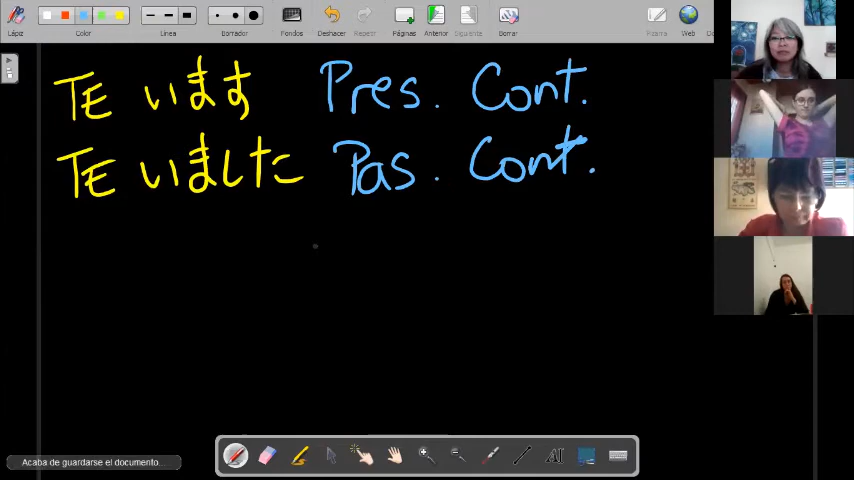 Lápiz
Color
Línea
Borrador
Fondos
Deshacer
Repetir
Páginas
Anterior
Siguiente
Borrar
Pizarra
Web
TE います Pres. Cont.
TE いました Pas. Cont.
Acaba de guardarse el documento...